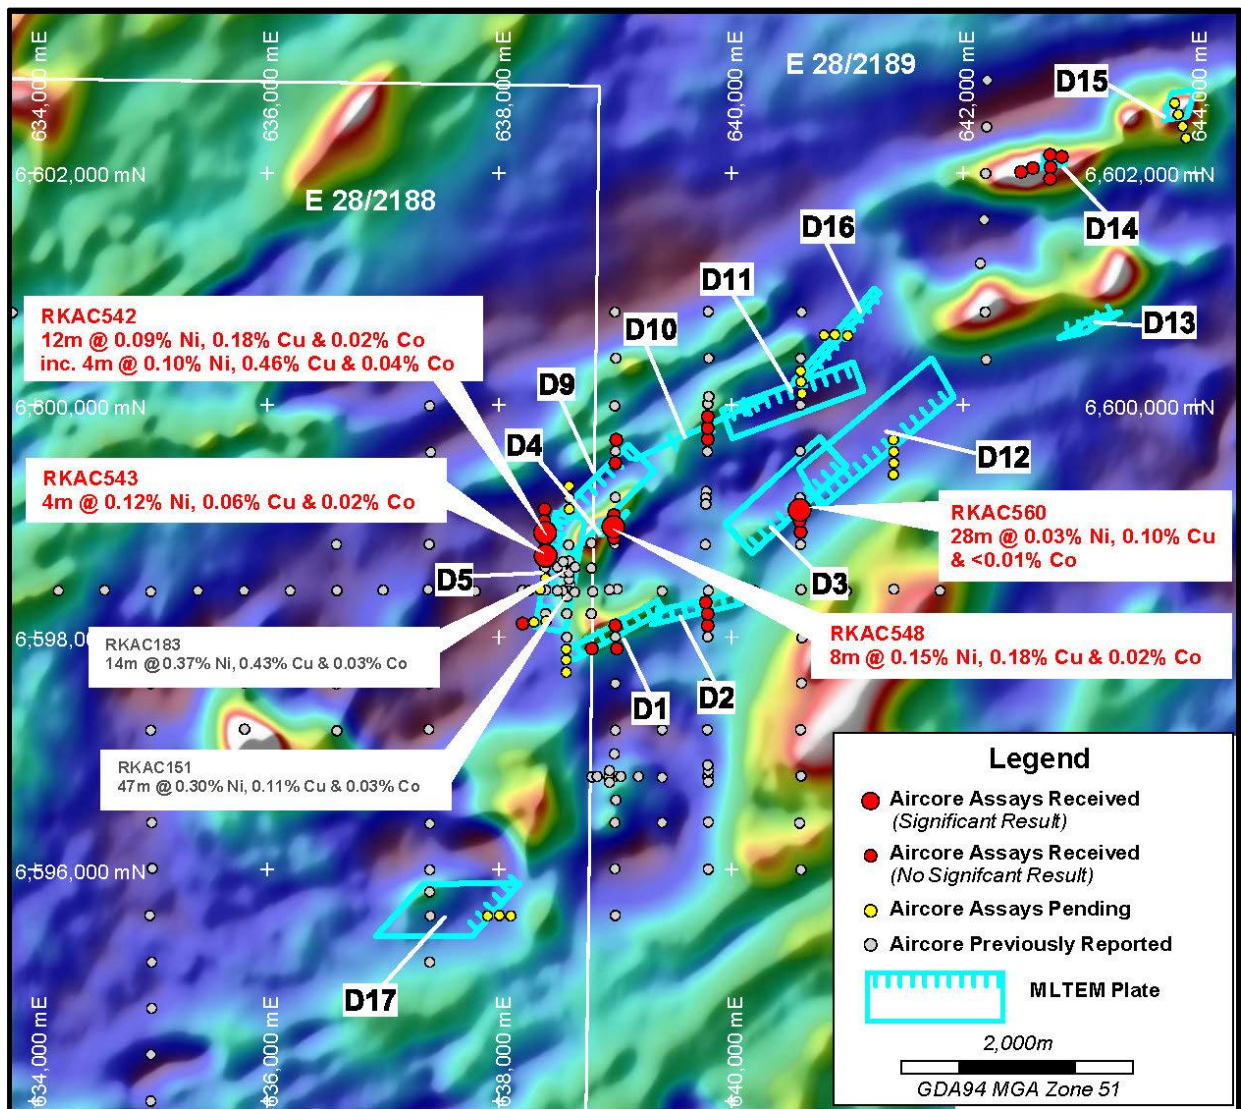 634,000 mE
636,000 mE
638,000 mE
640,000 mE
642,000 mE
644,000 mE
E 28/2189
D15
6,602,000 mN
6,602,000 mN
E 28/2188
D14
D16
D11
D10
D13
RKAC542
12m @ 0.09% Ni, 0.18% Cu & 0.02% Co
inc. 4m @ 0.10% Ni, 0.46% Cu & 0.04% Co
D9
6,600,000 mN
6,600,000 mN
D4
D12
RKAC543
4m @ 0.12% Ni, 0.06% Cu & 0.02% Co
RKAC560
28m @ 0.03% Ni, 0.10% Cu
& <0.01% Co
D5
D3
6,598,000 mN
RKAC183
14m @ 0.37% Ni, 0.43% Cu & 0.03% Co
RKAC548
8m @ 0.15% Ni, 0.18% Cu & 0.02% Co
D1
D2
RKAC151
47m @ 0.30% Ni, 0.11% Cu & 0.03% Co
6,596,000 mN
D17
634,000 mE
636,000 mE
638,000 mE
640,000 mE
Legend
Aircore Assays Received
(Significant Result)
Aircore Assays Received
(No Signifcant Result)
Aircore Assays Pending
Aircore Previously Reported
MLTEM Plate
2,000m
GDA94 MGA Zone 51